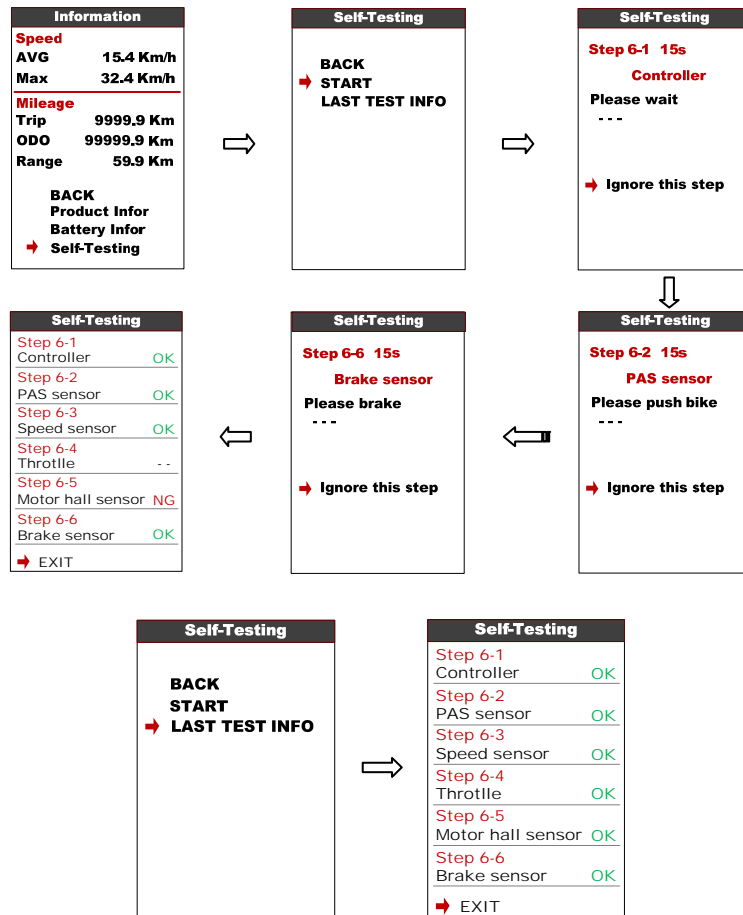 Information
Speed
AVG 15.4 Km/h
Max 32.4 Km/h
Mileage
Trip 9999.9 Km
ODO 99999.9 Km
Range 59.9 Km
BACK
Product Infor
Battery Infor
Self-Testing
Self-Testing
BACK
START
LAST TEST INFO
Self-Testing
Step 6-1 15s
Controller
Please wait
- - -
Ignore this step
Self-Testing
Step 6-2 15s
PAS sensor
Please push bike
- - -
Ignore this step
Self-Testing
Step 6-6 15s
Brake sensor
Please brake
- - -
Ignore this step
Self-Testing
Step 6-1
Controller OK
Step 6-2
PAS sensor OK
Step 6-3
Speed sensor OK
Step 6-4
Throtlle - -
Step 6-5
Motor hall sensor NG
Step 6-6
Brake sensor OK
EXIT
Self-Testing
BACK
START
LAST TEST INFO
Self-Testing
Step 6-1
Controller OK
Step 6-2
PAS sensor OK
Step 6-3
Speed sensor OK
Step 6-4
Throtlle OK
Step 6-5
Motor hall sensor OK
Step 6-6
Brake sensor OK
EXIT